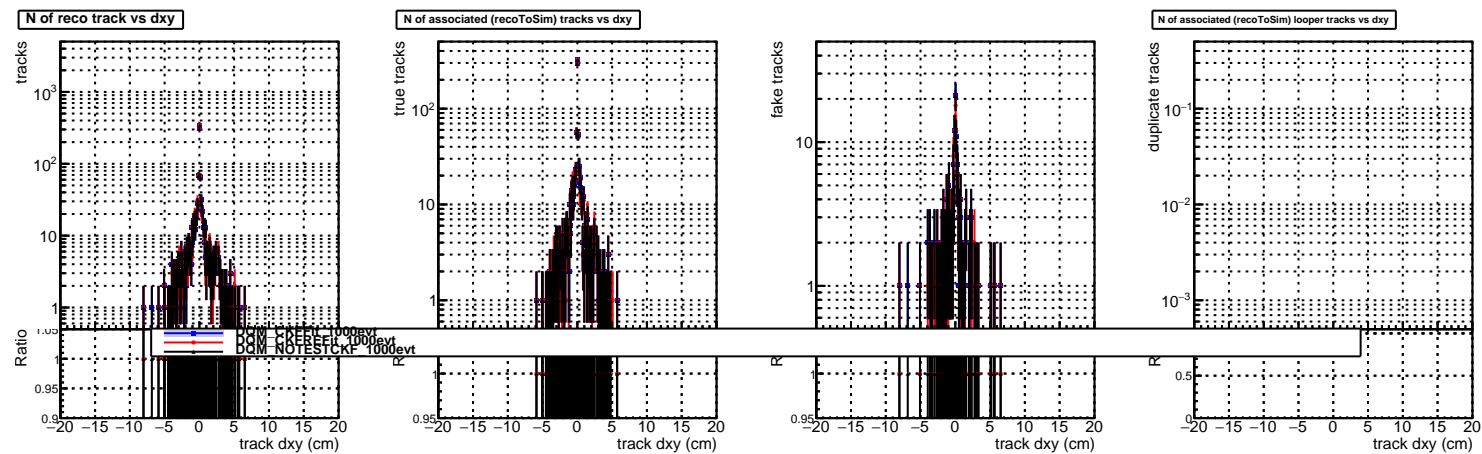 N of reco track vs dxy
N of associated (recoToSim) tracks vs dxy
N of associated (recoToSim) looper tracks vs dxy
tracks
10³
10²
10
1
Ratio
1.05
1
0.95
0.9
−20 −15 −10 −5 0 5 10 15 20
track dxy (cm)
true tracks
10²
10
1
1
0.95
−20 −15 −10 −5 0 5 10 15 20
track dxy (cm)
fake tracks
10
1
1
0.95
−20 −15 −10 −5 0 5 10 15 20
track dxy (cm)
duplicate tracks
10⁻¹
10⁻²
10⁻³
0.5
0
−20 −15 −10 −5 0 5 10 15 20
track dxy (cm)
DQM_CKFFit_1000evt
DQM_CKFREFit_1000evt
DQM_NOTESTCKF_1000evt